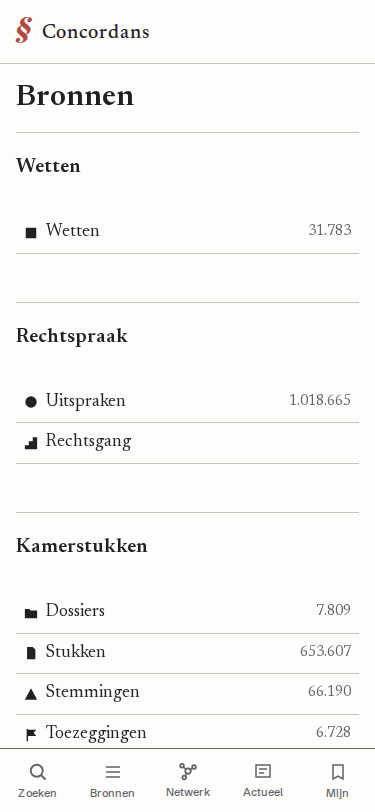 § Concordans
Bronnen
Wetten
Wetten 31.783
Rechtspraak
Uitspraken 1.018.665
Rechtsgang
Kamerstukken
Dossiers 7.809
Stukken 653.607
Stemmingen 66.190
Toezeggingen 6.728
Zoeken Bronnen Netwerk Actueel Mijn